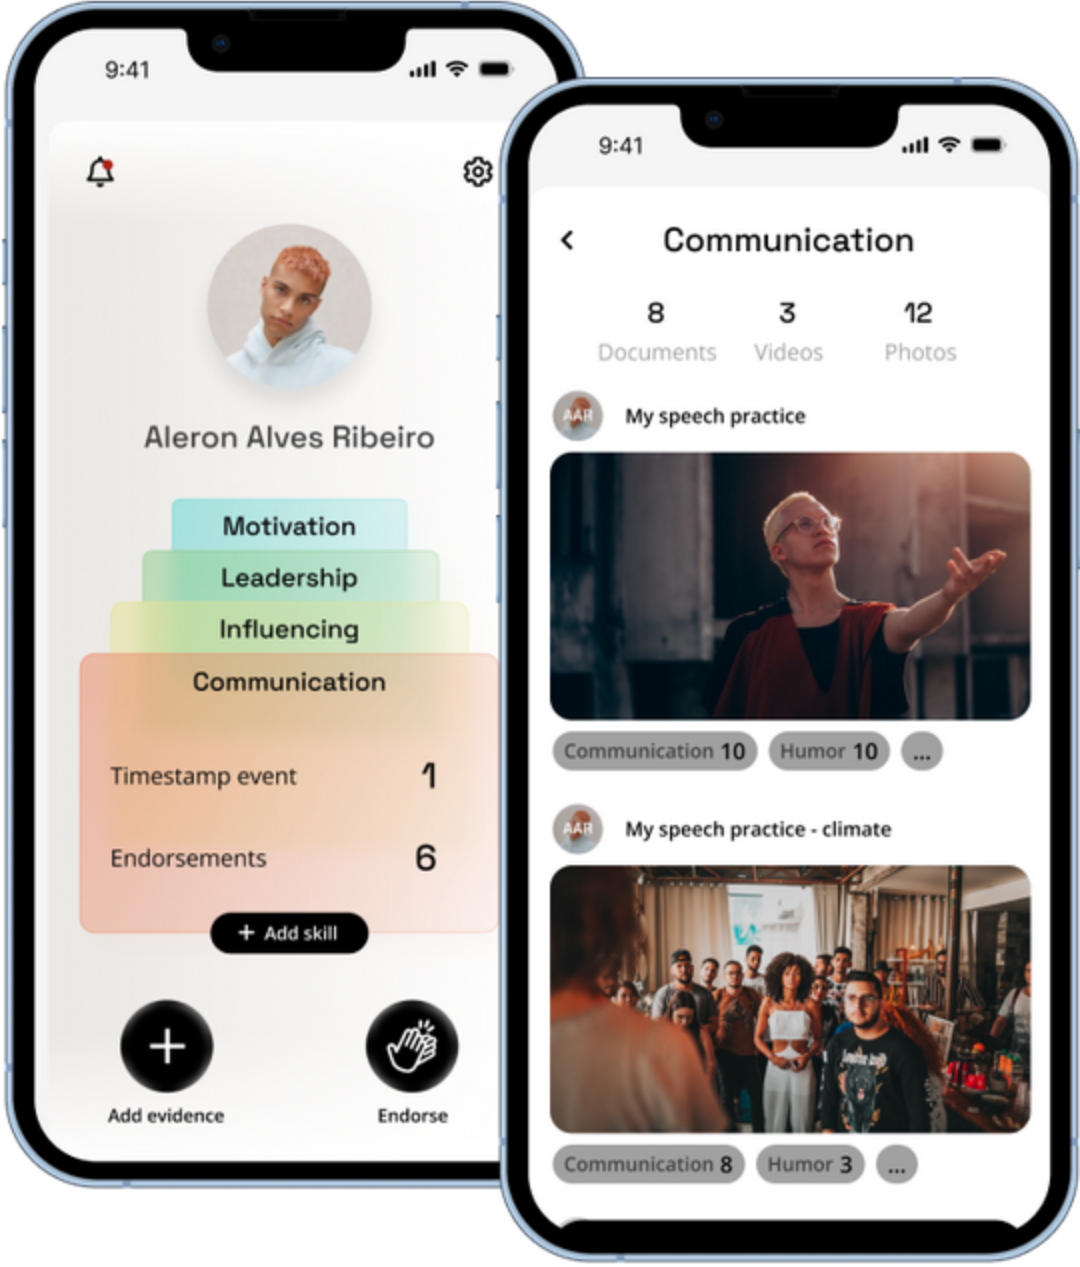 9:41
Aleron Alves Ribeiro
Motivation
Leadership
Influencing
Communication
Timestamp event 1
Endorsements 6
+ Add skill
Add evidence
Endorse
9:41
Communication
8 3 12
Documents Videos Photos
AAR My speech practice
Communication 10 Humor 10 ...
AAR My speech practice - climate
Communication 8 Humor 3 ...